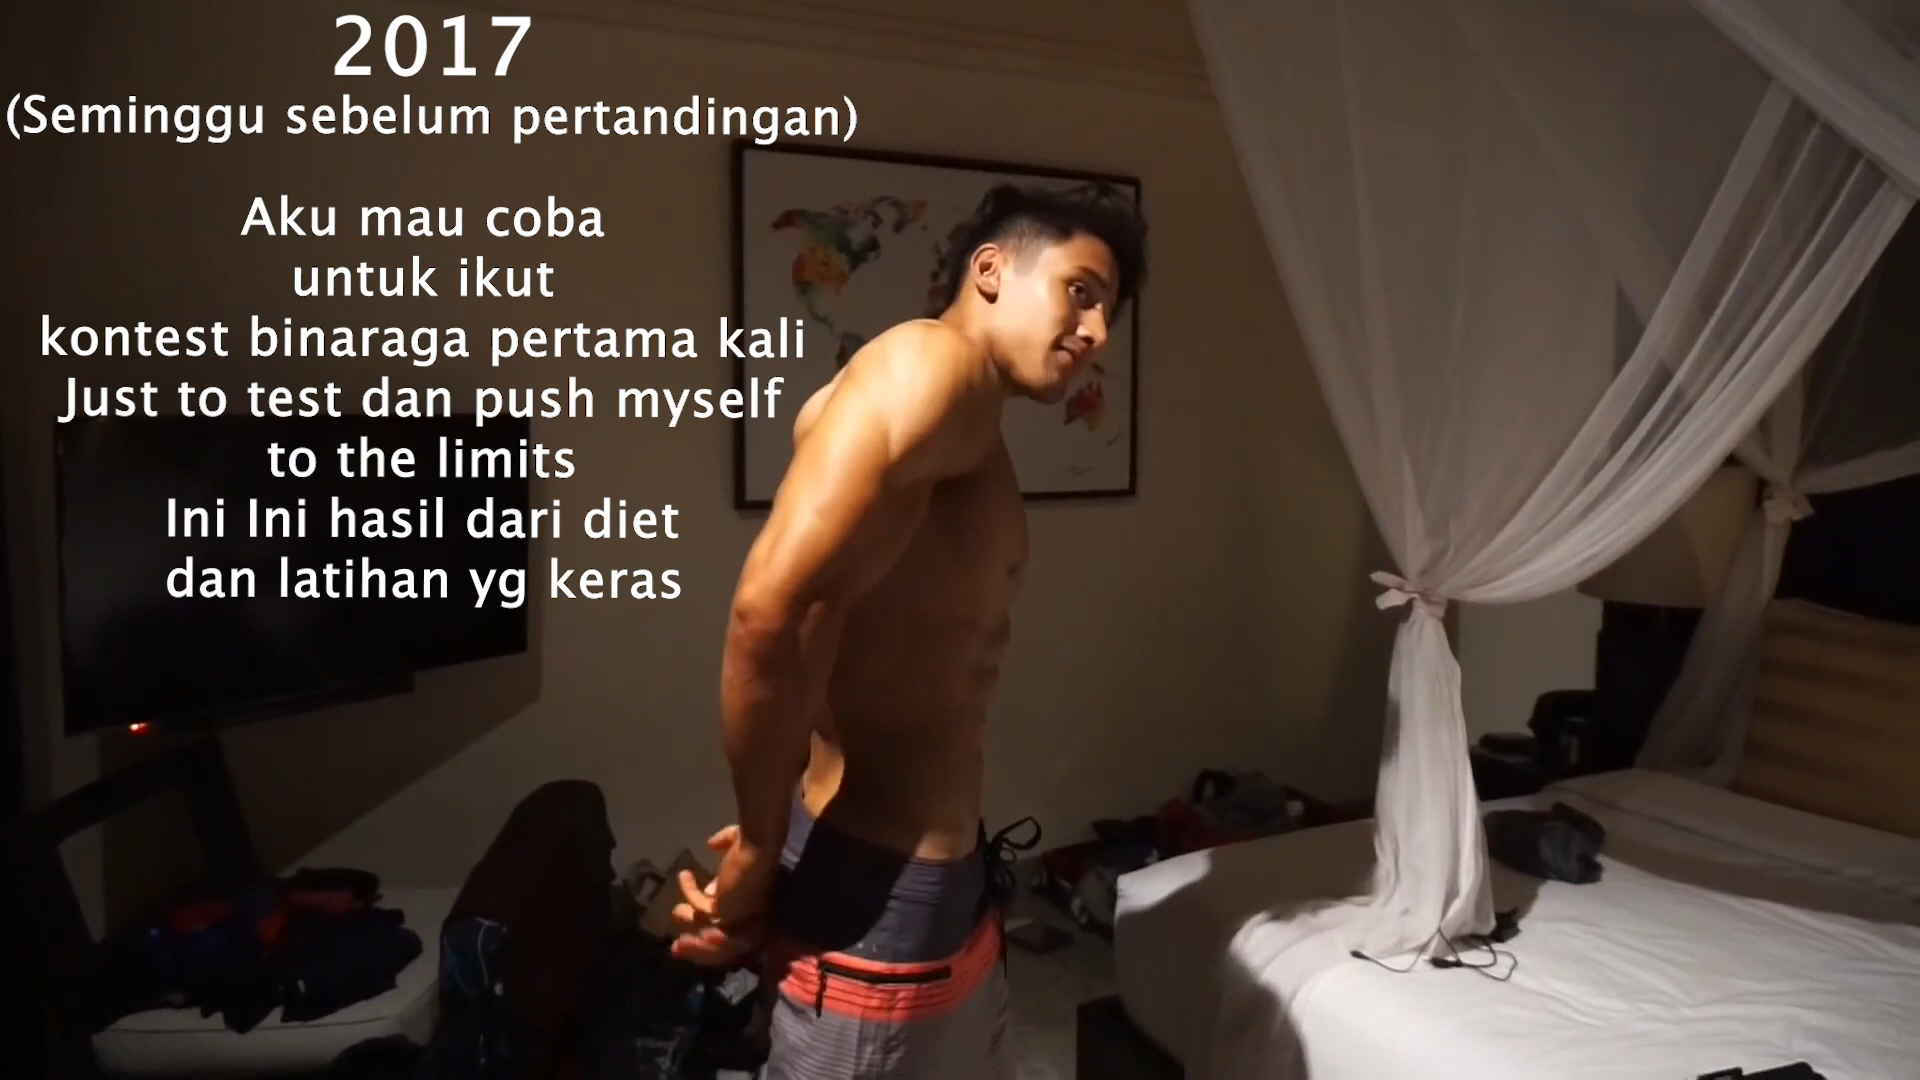 2017
(Seminggu sebelum pertandingan)
Aku mau coba
untuk ikut
kontest binaraga pertama kali
Just to test dan push myself
to the limits
Ini Ini hasil dari diet
dan latihan yg keras